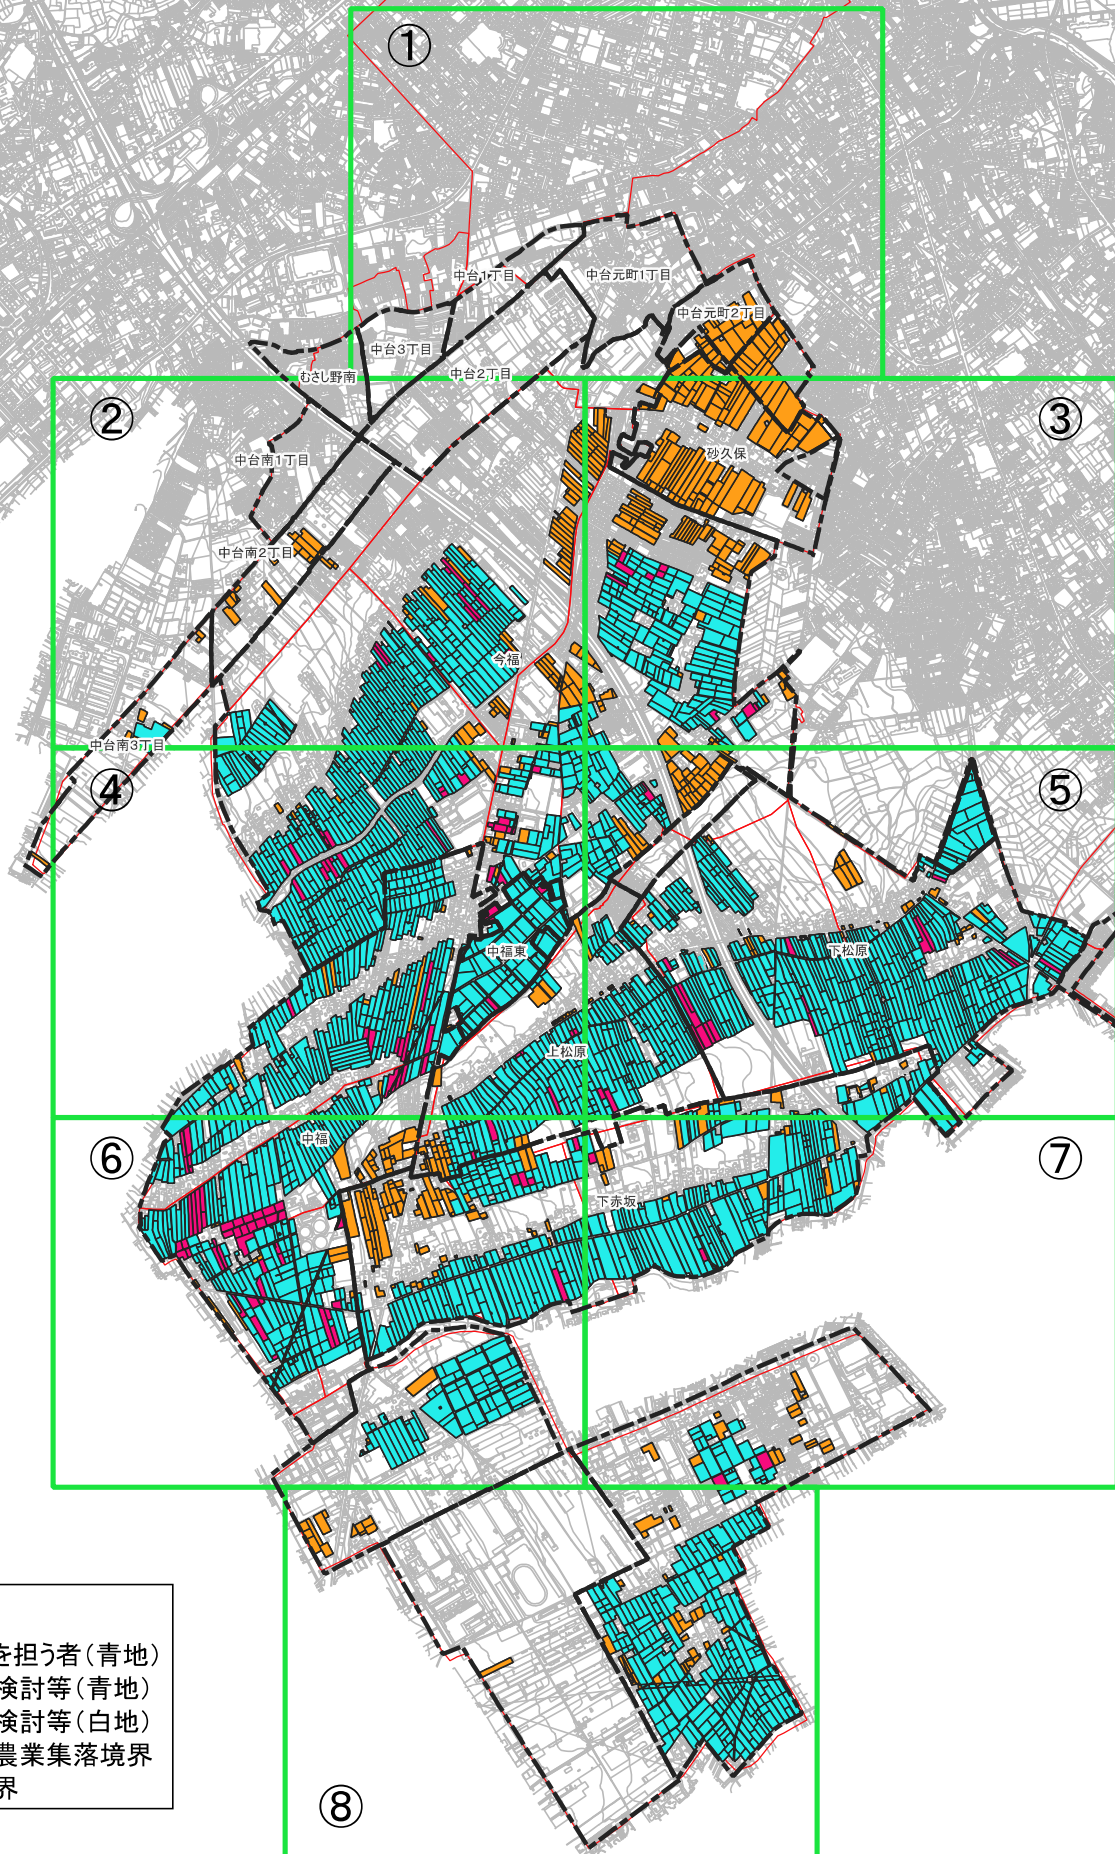 ①
中台1丁目
中台元町1丁目
中台元町2丁目
中台3丁目
むさし野南
中台2丁目
②
③
砂久保
中台南1丁目
中台南2丁目
今福
中台南3丁目
④
⑤
中福東
下松原
上松原
中福
⑥
⑦
下赤坂
を担う者(青地)
検討等(青地)
検討等(白地)
農業集落境界
界
⑧